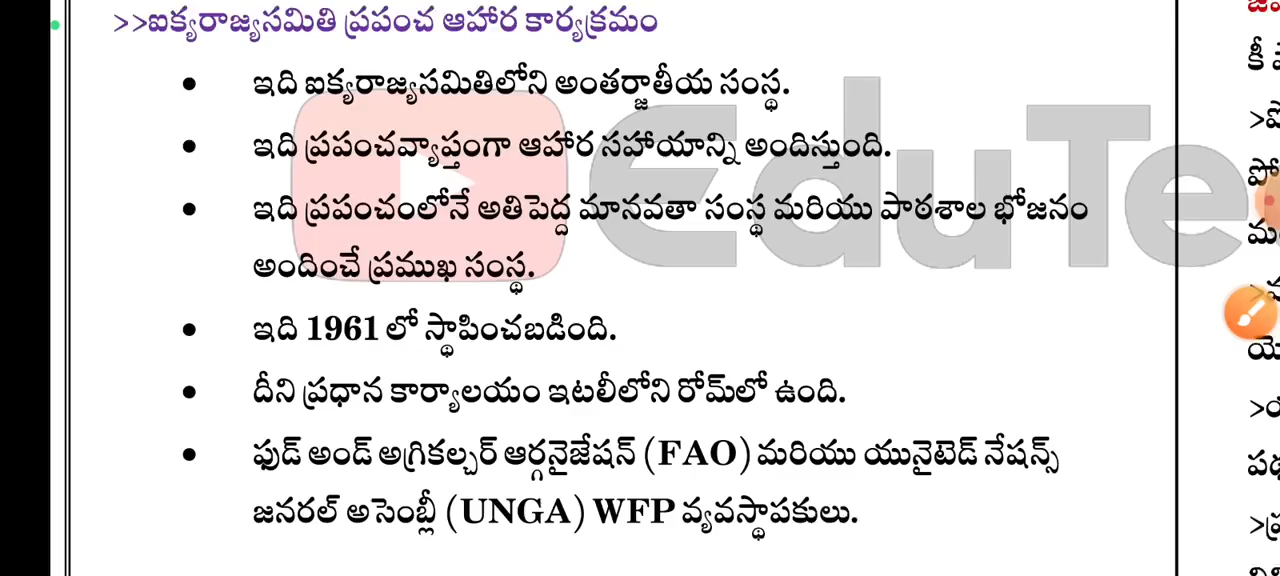 >>ఐక్యరాజ్యసమితి ప్రపంచ ఆహార కార్యక్రమం
• ఇది ఐక్యరాజ్యసమితిలోని అంతర్జాతీయ సంస్థ.
• ఇది ప్రపంచవ్యాప్తంగా ఆహార సహాయాన్ని అందిస్తుంది.
• ఇది ప్రపంచంలోనే అతిపెద్ద మానవతా సంస్థ మరియు పాఠశాల భోజనం
అందించే ప్రముఖ సంస్థ.
• ఇది 1961 లో స్థాపించబడింది.
• దీని ప్రధాన కార్యాలయం ఇటలీలోని రోమ్‌లో ఉంది.
• ఫుడ్ అండ్ అగ్రికల్చర్ ఆర్గనైజేషన్ (FAO) మరియు యునైటెడ్ నేషన్స్
జనరల్ అసెంబ్లీ (UNGA) WFP వ్యవస్థాపకులు.
EduTe